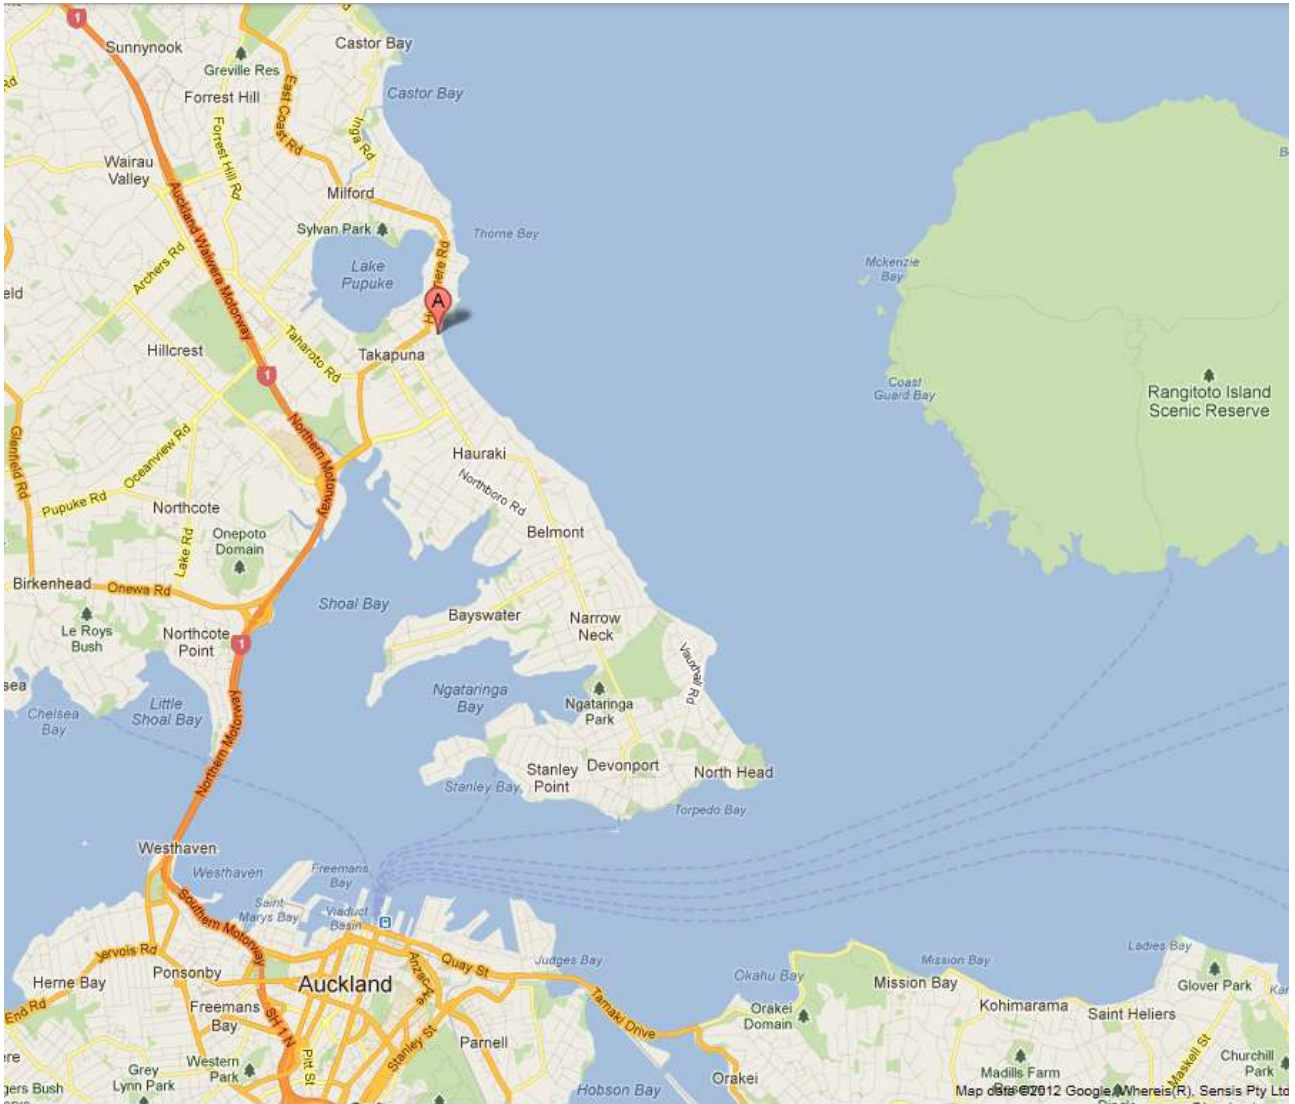 1
Sunnynook
Castor Bay
Greville Res
Forrest Hill
East Coast Rd
Castor Bay
Inga Rd
Forrest Hill Rd
Wairau
Valley
Milford
Auckland Waiwera Motorway
Sylvan Park
Thorne Bay
Archers Rd
Lake
Pupuke
Mckenzie
Bay
A
Hillcrest
Taharoto Rd
Takapuna
1
Coast
Guard Bay
Rangitoto Island
Scenic Reserve
Glenfield Rd
Oceanview Rd
Northern Motorway
Hauraki
Northboro Rd
Pupuke Rd
Northcote
Onepoto
Domain
Lake Rd
Belmont
Birkenhead
Onewa Rd
Shoal Bay
Le Roys
Bush
Northcote
Point
1
Bayswater
Narrow
Neck
Vauxhall Rd
Little
Shoal Bay
Chelsea
Bay
Ngataringa
Bay
Ngataringa
Park
Northern Motorway
Stanley
Point
Devonport
North Head
Stanley Bay
Torpedo Bay
Westhaven
Westhaven
Freemans
Bay
Saint
Marys Bay
Viaduct
Basin
Southern Motorway
Jervois Rd
Quay St
Judges Bay
Ladies Bay
Herne Bay
Ponsonby
Auckland
Anzac Ave
Okahu Bay
Mission Bay
Mission Bay
Glover Park
Freemans
Bay
SH 1 N
Tamaki Drive
Orakei
Domain
Kohimarama
Saint Heliers
End Rd
Pitt St
Stanley St
Parnell
Maskell St
Western
Park
Grey
Lynn Park
Orakei
Madills Farm
Churchill
Park
gers Bush
Hobson Bay
Map data ©2012 Google, Whereis(R), Sensis Pty Ltd